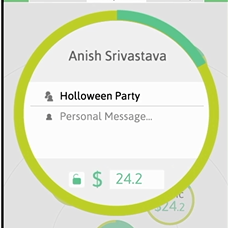 Anish Srivastava
Holloween Party
Personal Message...
$ 24.2
$24.2